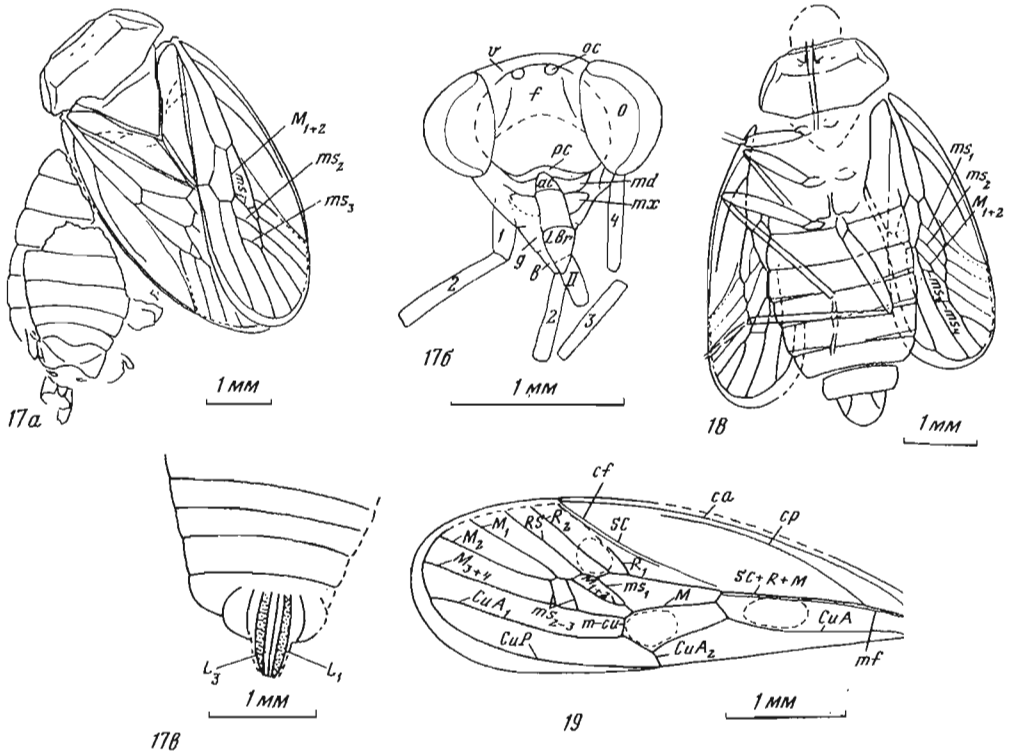 M₁₊₂
ms₁
ms₂
ms₃
1 мм
17а
v
oc
f
O
pc
ac
md
mx
1
g
Lbr
в
4
2
II
2
3
17б
1 мм
ms₁
ms₂
M₁₊₂
ms₃
ms₄
18
1 мм
L₃
L₁
1 мм
17в
cf
ca
cp
SC
R₂
RS
M₁
M₂
M₃₊₄
R₁
SC+R+M
M₁₊₂
ms₁
M
ms₂₋₃
m-cu
CuA₁
CuA
CuP
CuA₂
mf
19
1 мм